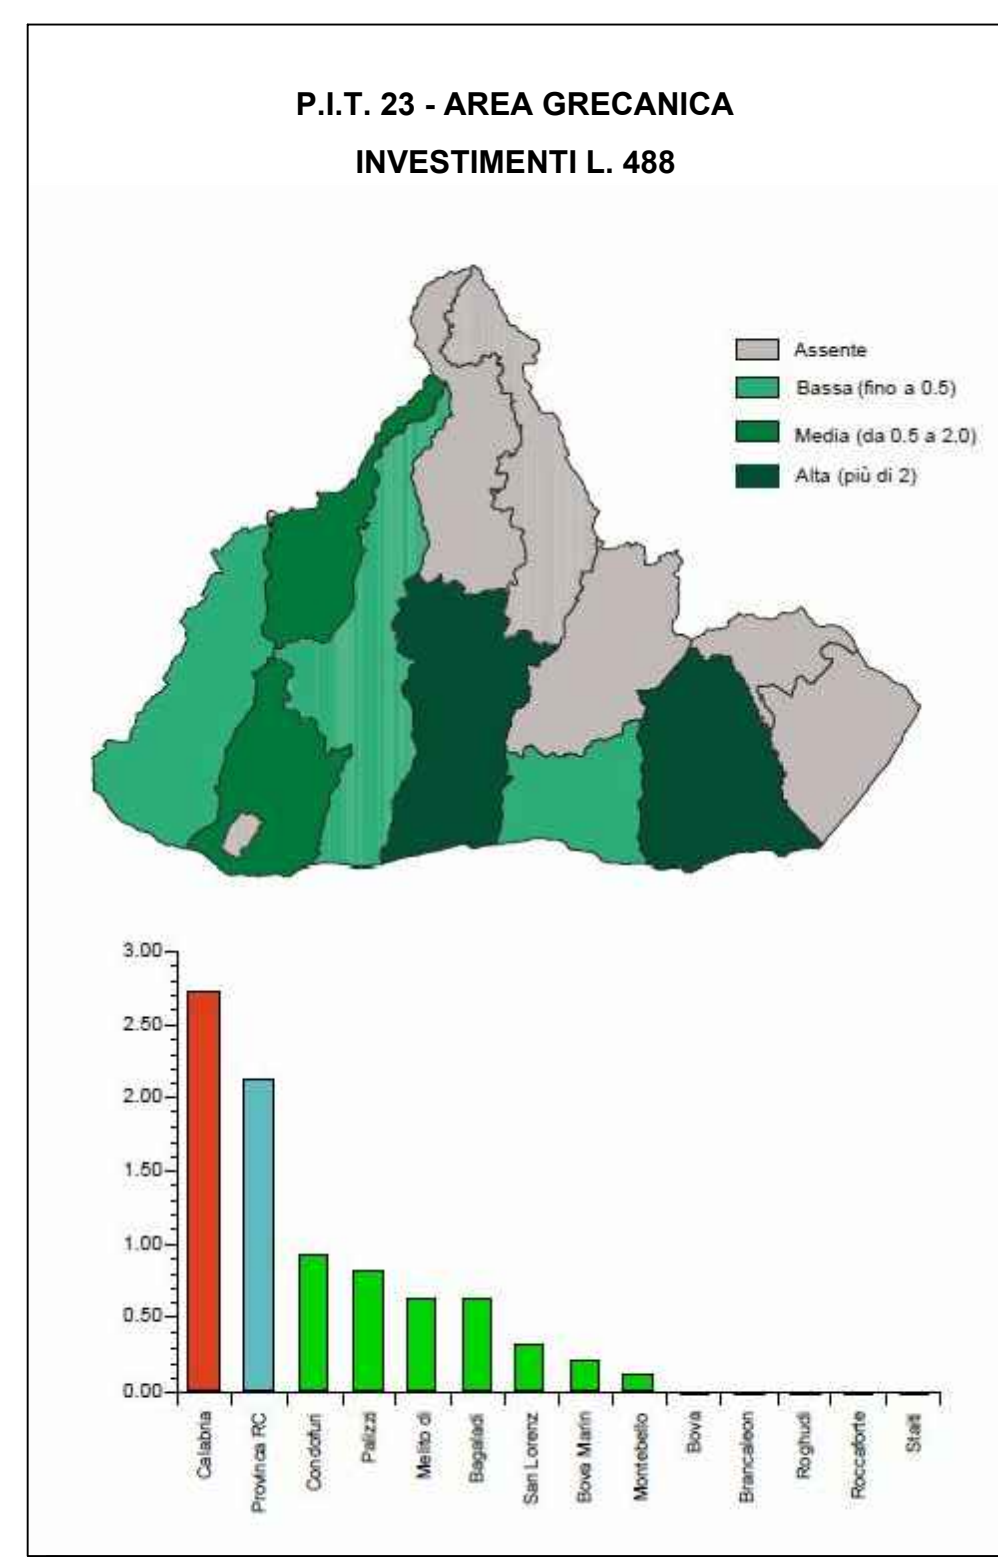 P.I.T. 23 - AREA GRECANICA
INVESTIMENTI L. 488
Assente
Bassa (fino a 0.5)
Media (da 0.5 a 2,0)
Alta (più di 2)
3.00
2.50
2.00
1.50
1.00
0.50
0.00
Calabria
Provinca RC
Condofuri
Palizzi
Melito di
Bagaladi
San Lorenz
Bova Marin
Montebello
Bova
Brancaleon
Roghudi
Roccaforte
Staiti